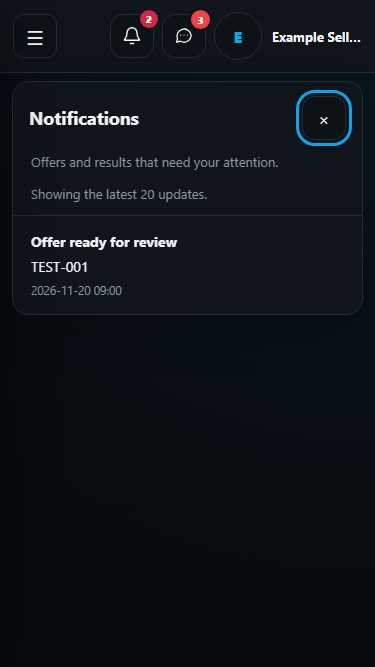 2
3
E
Example Sell...
Notifications
×
Offers and results that need your attention.
Showing the latest 20 updates.
Offer ready for review
TEST-001
2026-11-20 09:00